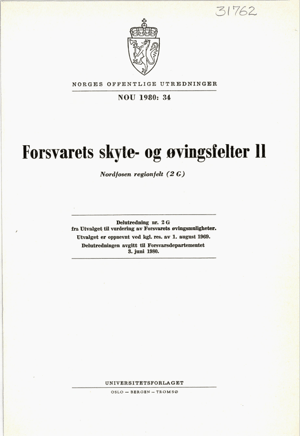 31762
NORGES OFFENTLIGE UTREDNINGER
NOU 1980: 34
Forsvarets skyte- og øvingsfelter II
Nordfosen regionfelt (2 G)
Delutredning nr. 2 G
fra Utvalget til vurdering av Forsvarets øvingsmuligheter.
Utvalget er oppnevnt ved kgl. res. av 1. august 1969.
Delutredningen avgitt til Forsvarsdepartementet
3. juni 1980.
UNIVERSITETSFORLAGET
OSLO — BERGEN — TROMSØ